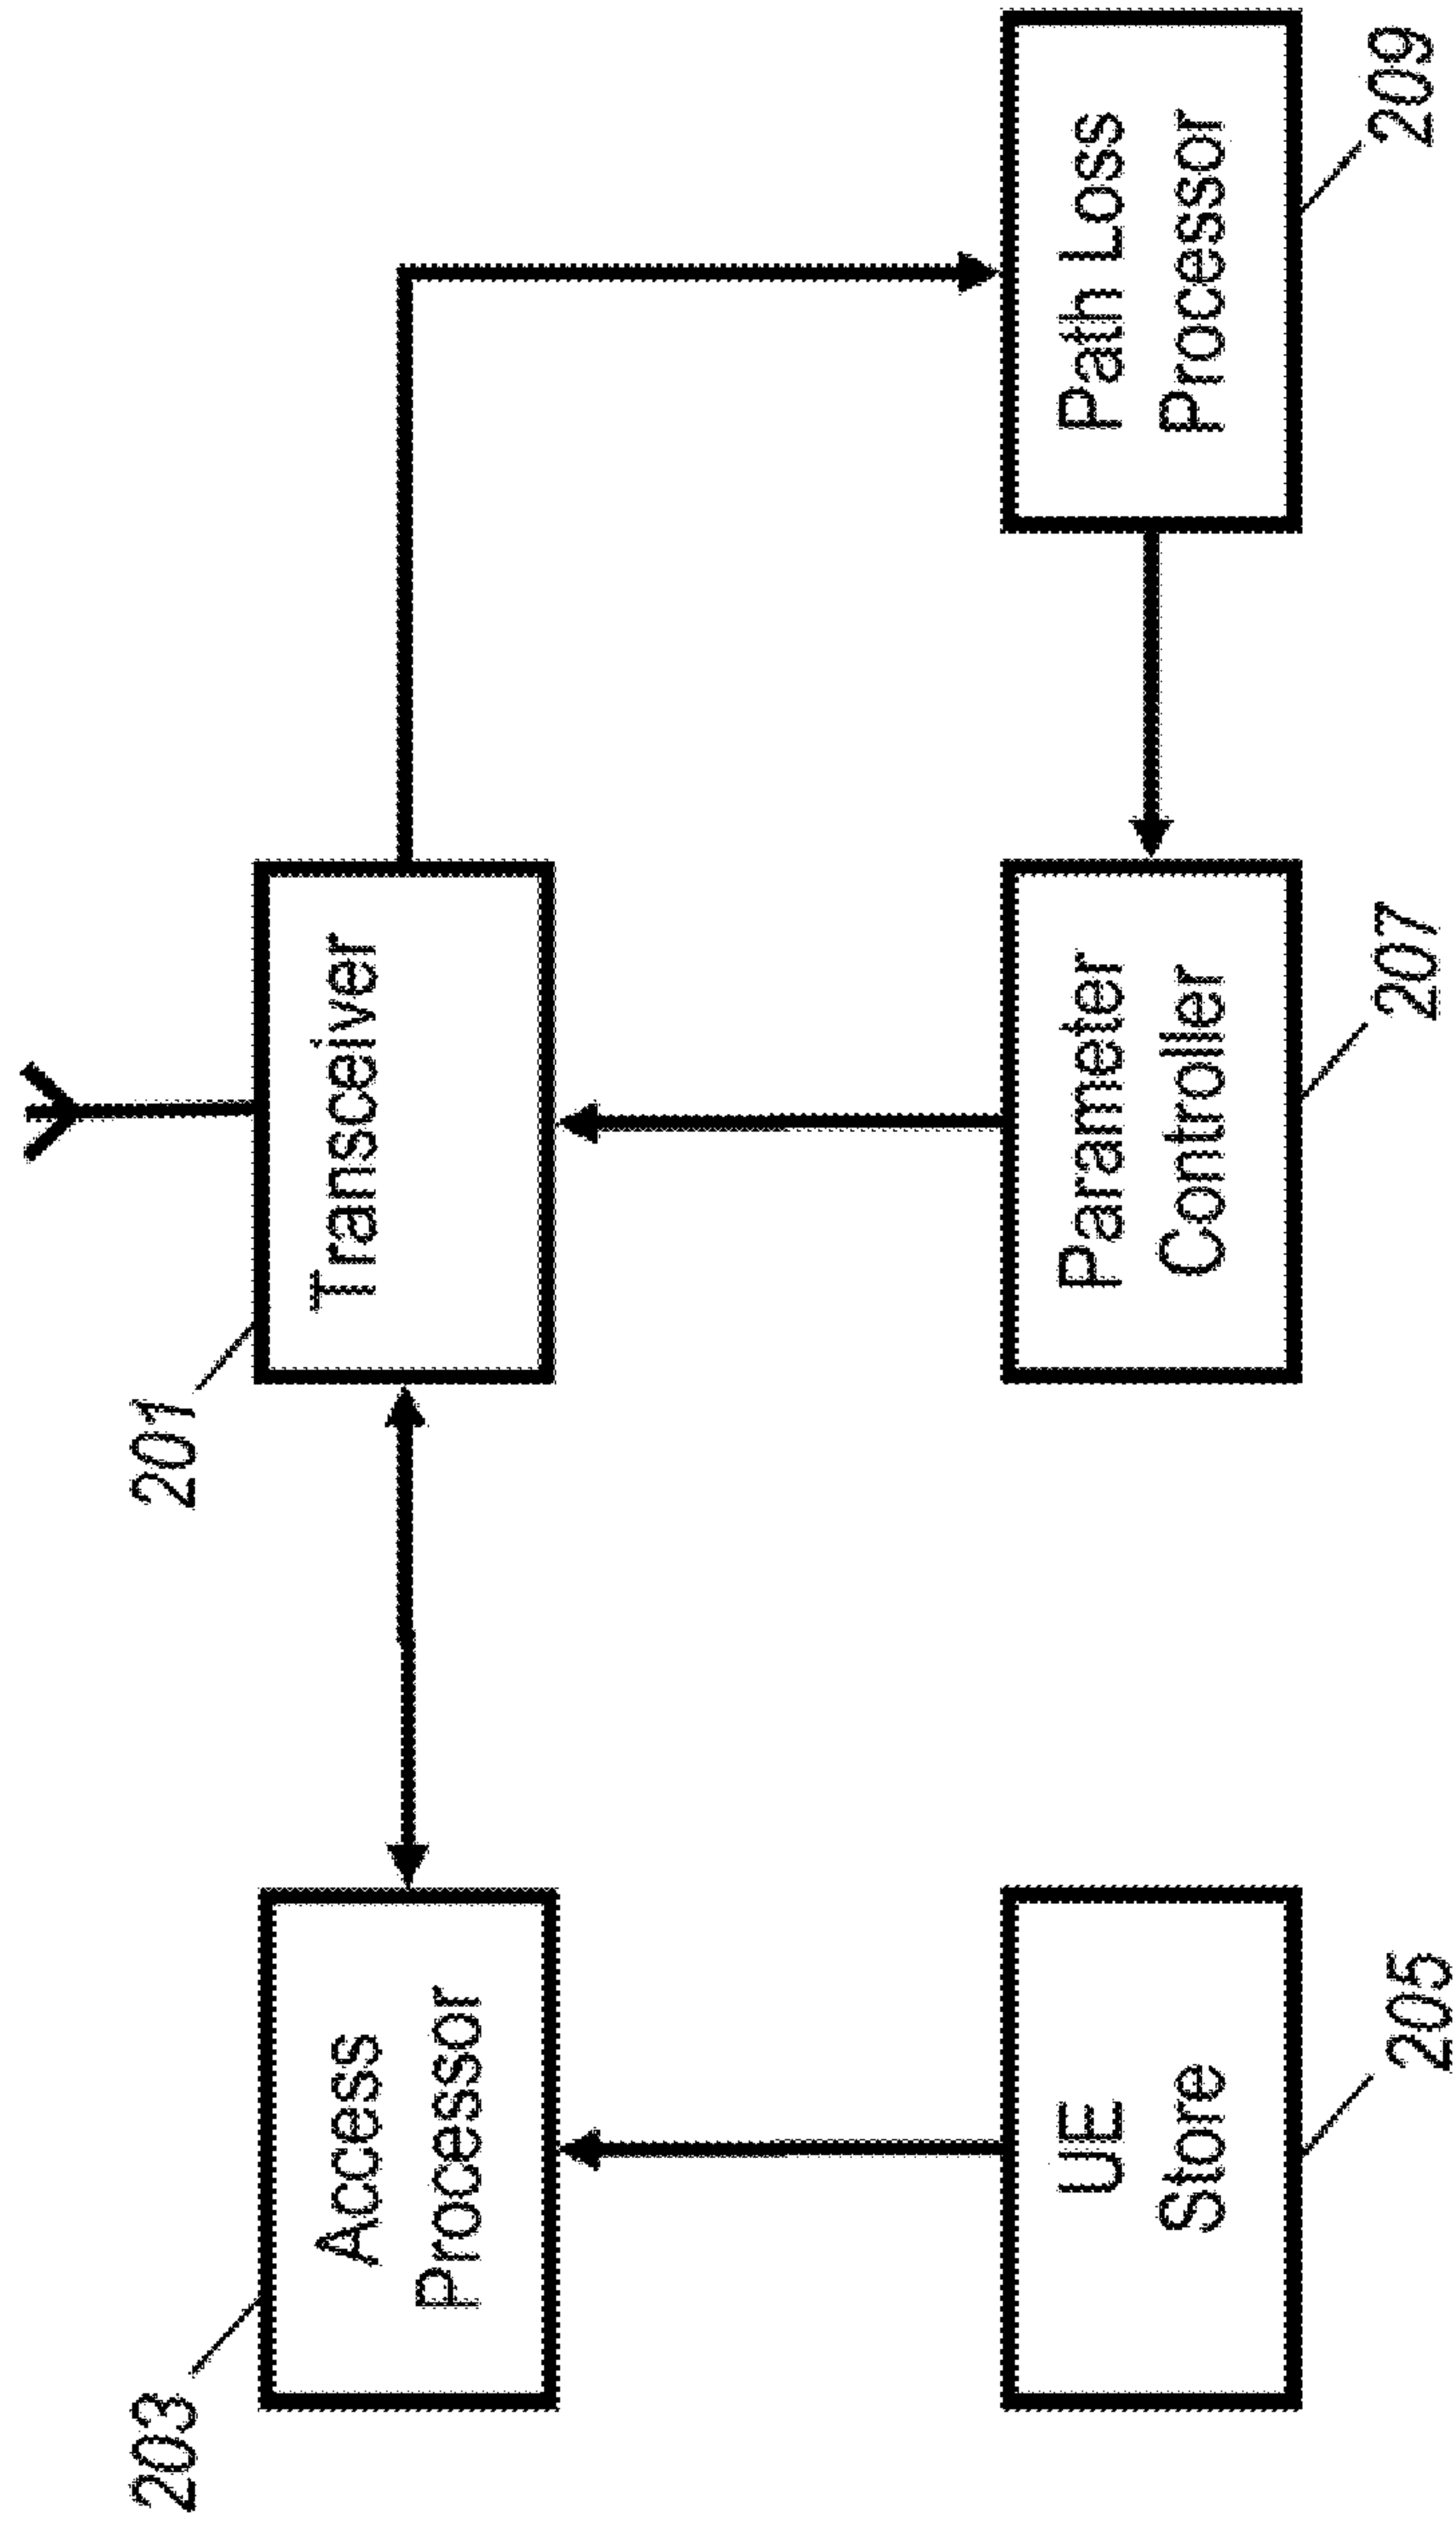 201
Transceiver
203
Access
Processor
UE
Store
205
Parameter
Controller
207
Path Loss
Processor
209